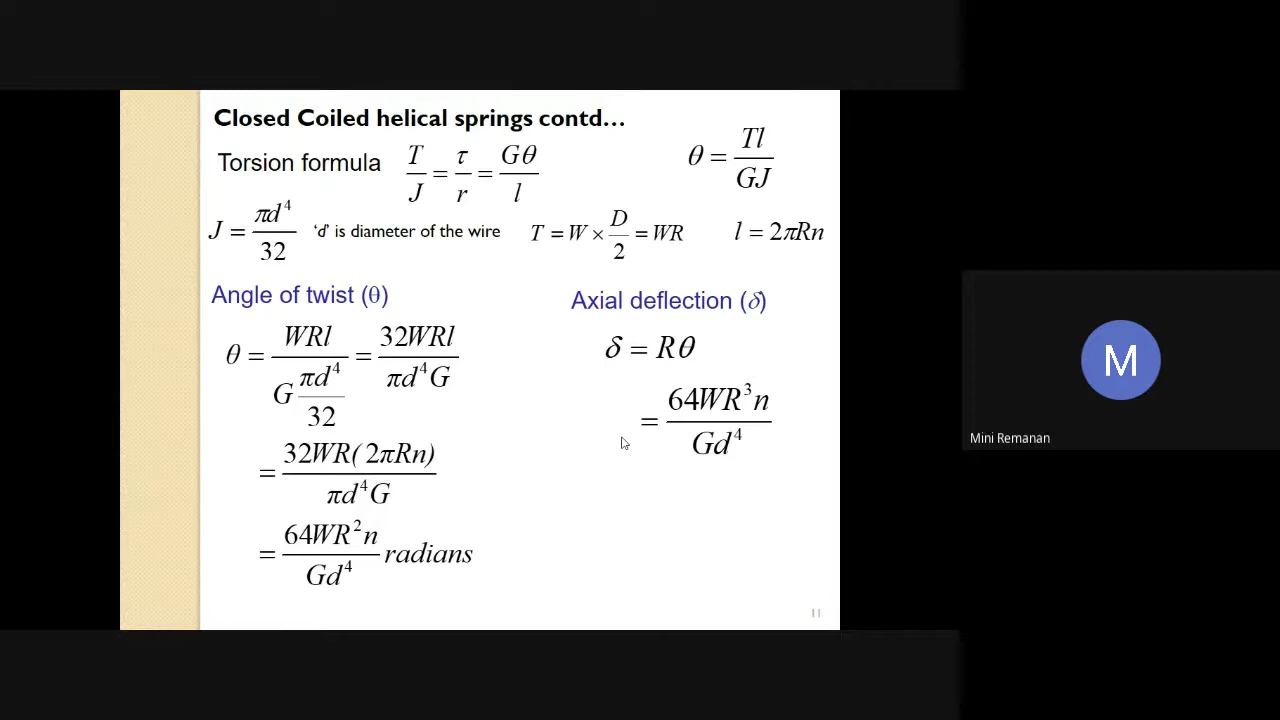 Closed Coiled helical springs contd…
Torsion formula T/J = τ/r = Gθ/l
θ = Tl/GJ
J = πd⁴/32 ‘d’ is diameter of the wire T = W × D/2 = WR l = 2πRn
Angle of twist (θ)
θ = WRl/(G πd⁴/32) = 32WRl/πd⁴G
= 32WR(2πRn)/πd⁴G
= 64WR²n/Gd⁴ radians
Axial deflection (δ)
δ = Rθ
= 64WR³n/Gd⁴
11
M
Mini Remanan